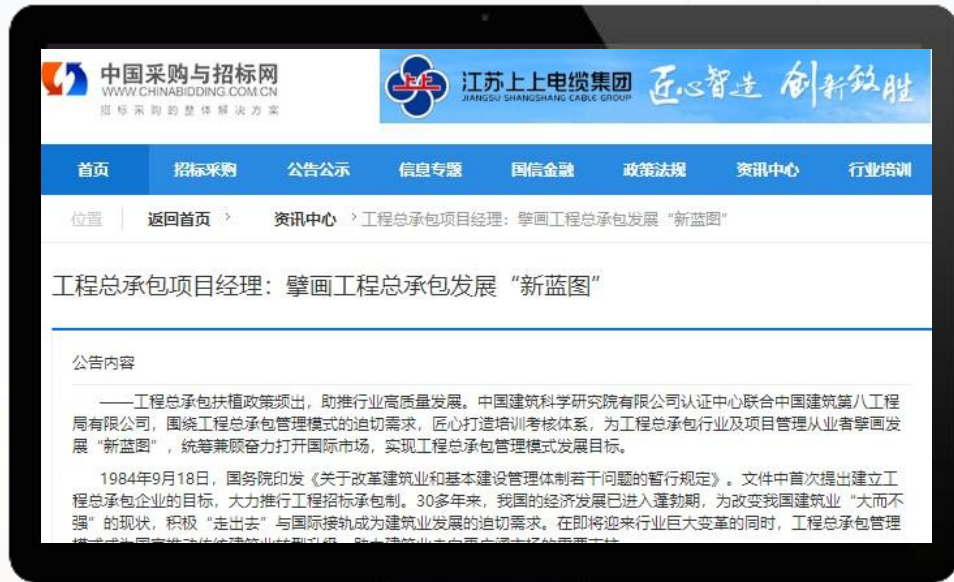 中国采购与招标网
WWW.CHINABIDDING.COM.CN
招标采购的整体解决方案
上上
江苏上上电缆集团
JIANGSU SHANGSHANG CABLE GROUP
匠心智造 创新致胜
首页 招标采购 公告公示 信息专题 国信金融 政策法规 资讯中心 行业培训
位置 返回首页 > 资讯中心 > 工程总承包项目经理：擘画工程总承包发展“新蓝图”
工程总承包项目经理：擘画工程总承包发展“新蓝图”
公告内容
——工程总承包扶植政策频出，助推行业高质量发展。中国建筑科学研究院有限公司认证中心联合中国建筑第八工程
局有限公司，围绕工程总承包管理模式的迫切需求，匠心打造培训考核体系，为工程总承包行业及项目管理从业者擘画发
展“新蓝图”，统筹兼顾奋力打开国际市场，实现工程总承包管理模式发展目标。
1984年9月18日，国务院印发《关于改革建筑业和基本建设管理体制若干问题的暂行规定》。文件中首次提出建立工
程总承包企业的目标，大力推行工程招标承包制。30多年来，我国的经济发展已进入蓬勃期，为改变我国建筑业“大而不
强”的现状，积极“走出去”与国际接轨成为建筑业发展的迫切需求。在即将迎来行业巨大变革的同时，工程总承包管理